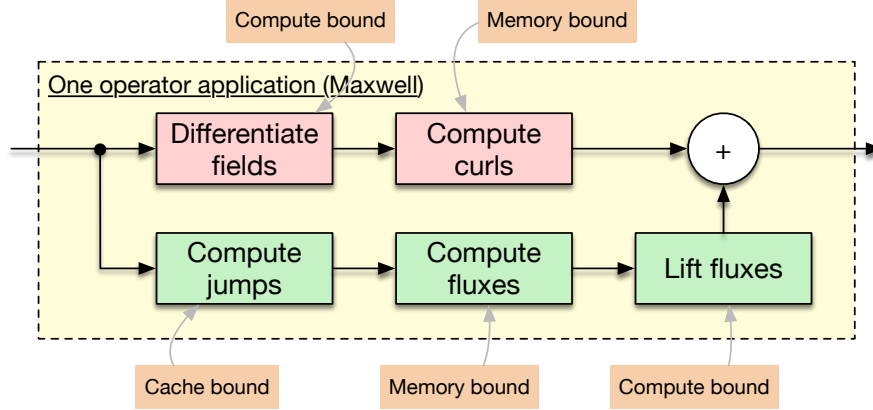 Compute bound
Memory bound
One operator application (Maxwell)
Differentiate
fields
Compute
curls
+
Compute
jumps
Compute
fluxes
Lift fluxes
Cache bound
Memory bound
Compute bound